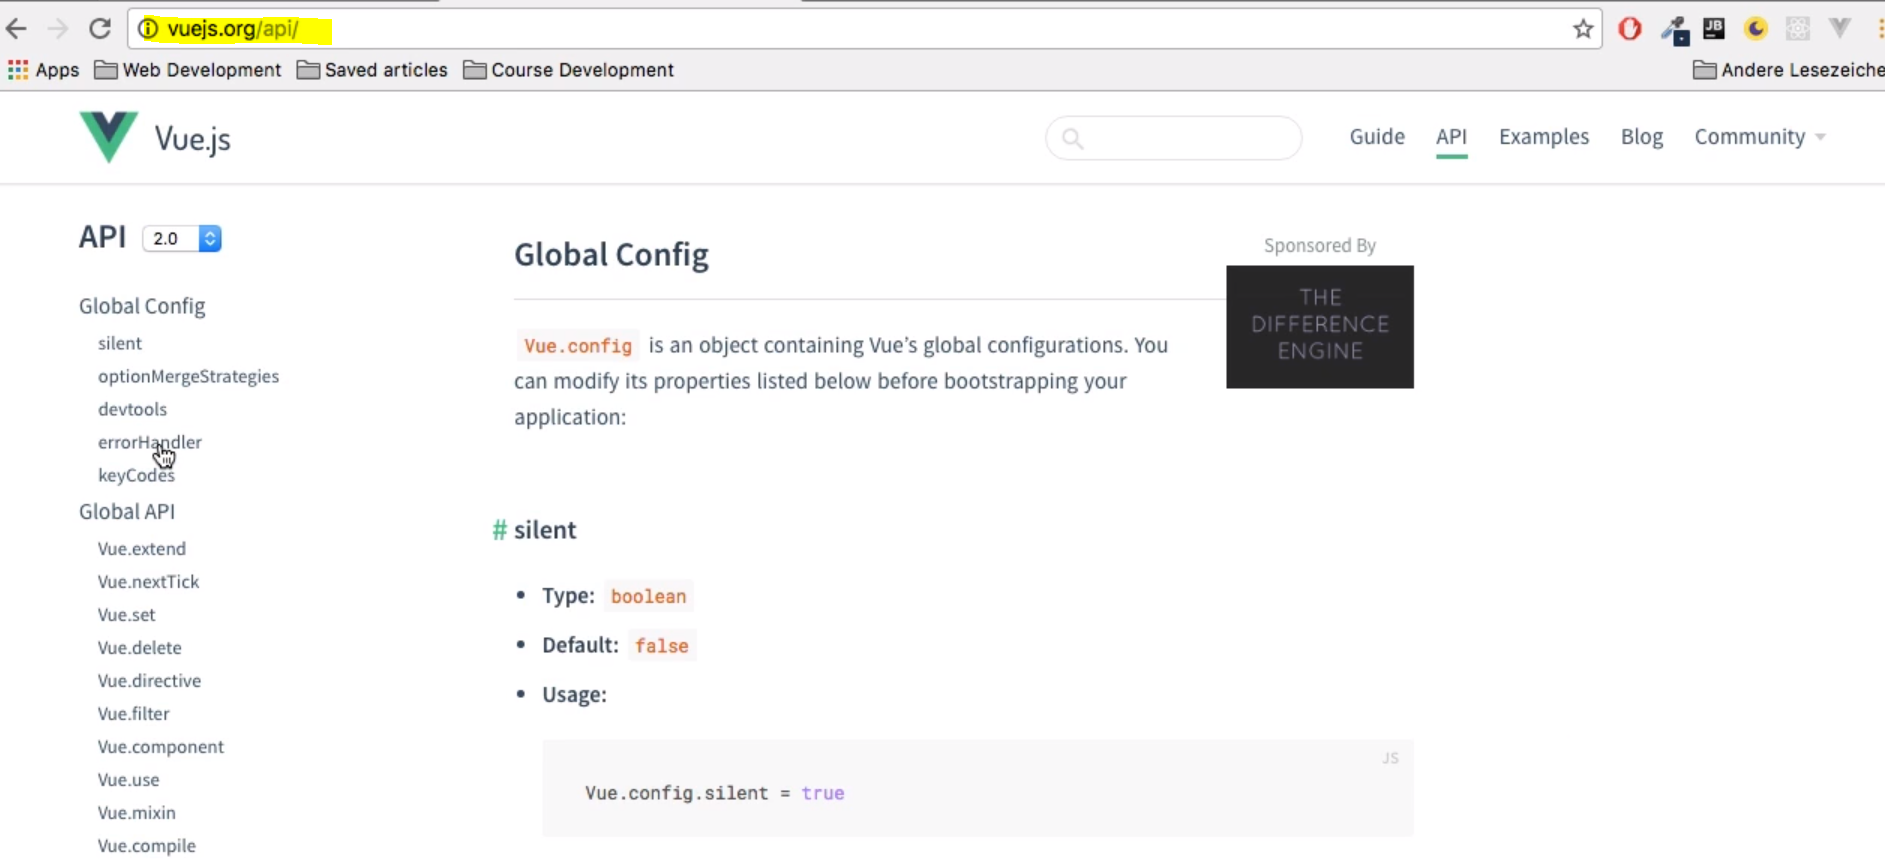 vuejs.org/api/
Apps Web Development Saved articles Course Development Andere Lesezeiche
Vue.js
Guide API Examples Blog Community
API 2.0
Global Config
silent
optionMergeStrategies
devtools
errorHandler
keyCodes
Global API
Vue.extend
Vue.nextTick
Vue.set
Vue.delete
Vue.directive
Vue.filter
Vue.component
Vue.use
Vue.mixin
Vue.compile
Global Config
Vue.config is an object containing Vue’s global configurations. You
can modify its properties listed below before bootstrapping your
application:
# silent
• Type: boolean
• Default: false
• Usage:
JS
Vue.config.silent = true
Sponsored By
THE
DIFFERENCE
ENGINE
JB